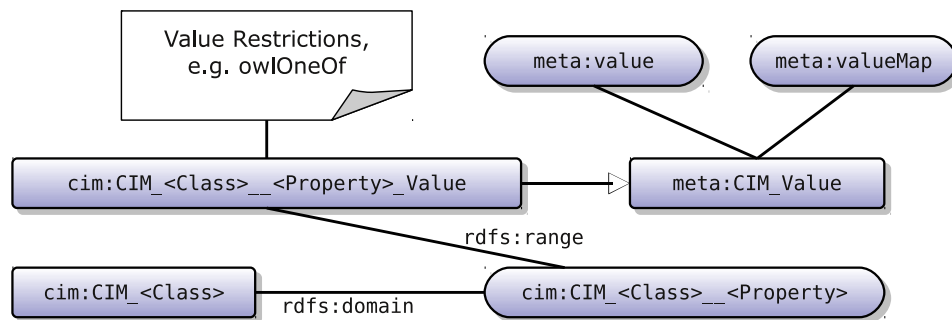 Value Restrictions,
e.g. owlOneOf
meta:value
meta:valueMap
cim:CIM_<Class>__<Property>_Value
meta:CIM_Value
rdfs:range
cim:CIM_<Class>
rdfs:domain
cim:CIM_<Class>__<Property>